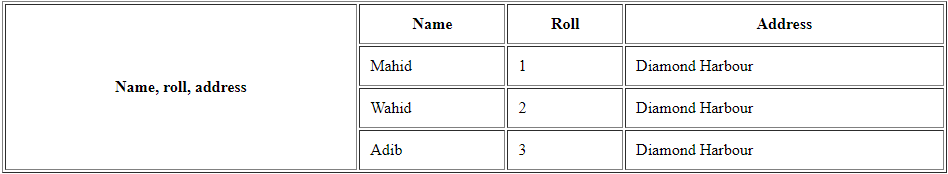 Name, roll, address
Name Roll Address
Mahid 1 Diamond Harbour
Wahid 2 Diamond Harbour
Adib 3 Diamond Harbour